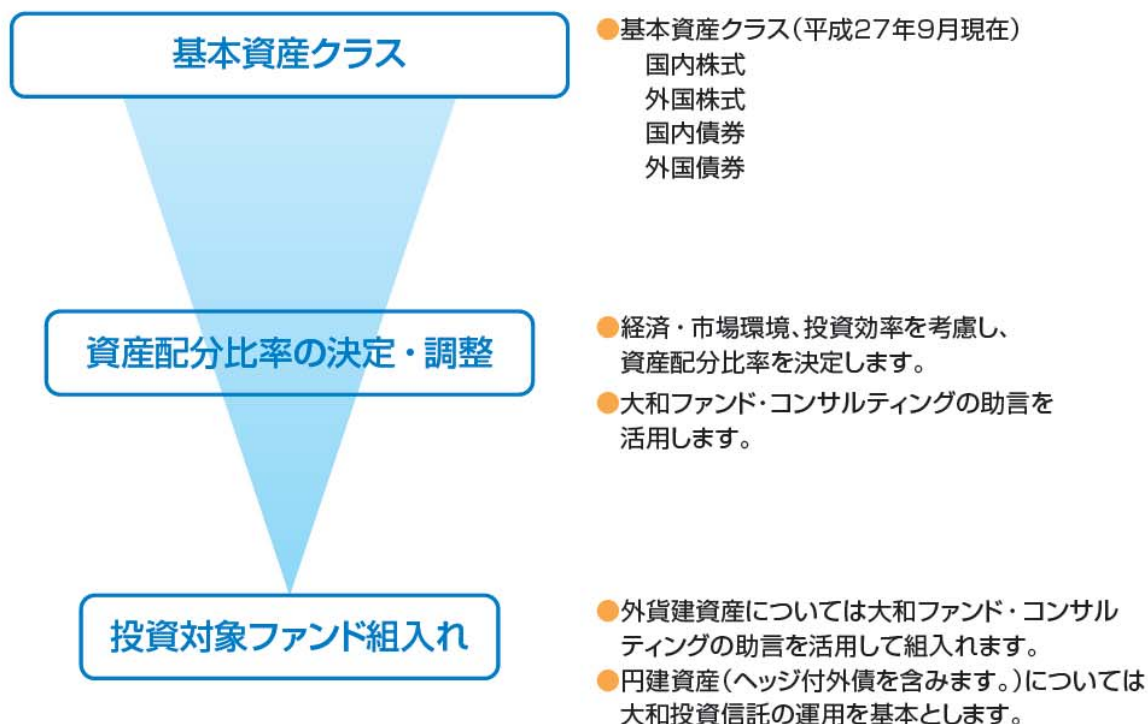 基本資産クラス
●基本資産クラス(平成27年9月現在)
国内株式
外国株式
国内債券
外国債券
資産配分比率の決定・調整
●経済・市場環境、投資効率を考慮し、
資産配分比率を決定します。
●大和ファンド・コンサルティングの助言を
活用します。
投資対象ファンド組入れ
●外貨建資産については大和ファンド・コンサル
ティングの助言を活用して組入れます。
●円建資産(ヘッジ付外債を含みます。)については
大和投資信託の運用を基本とします。